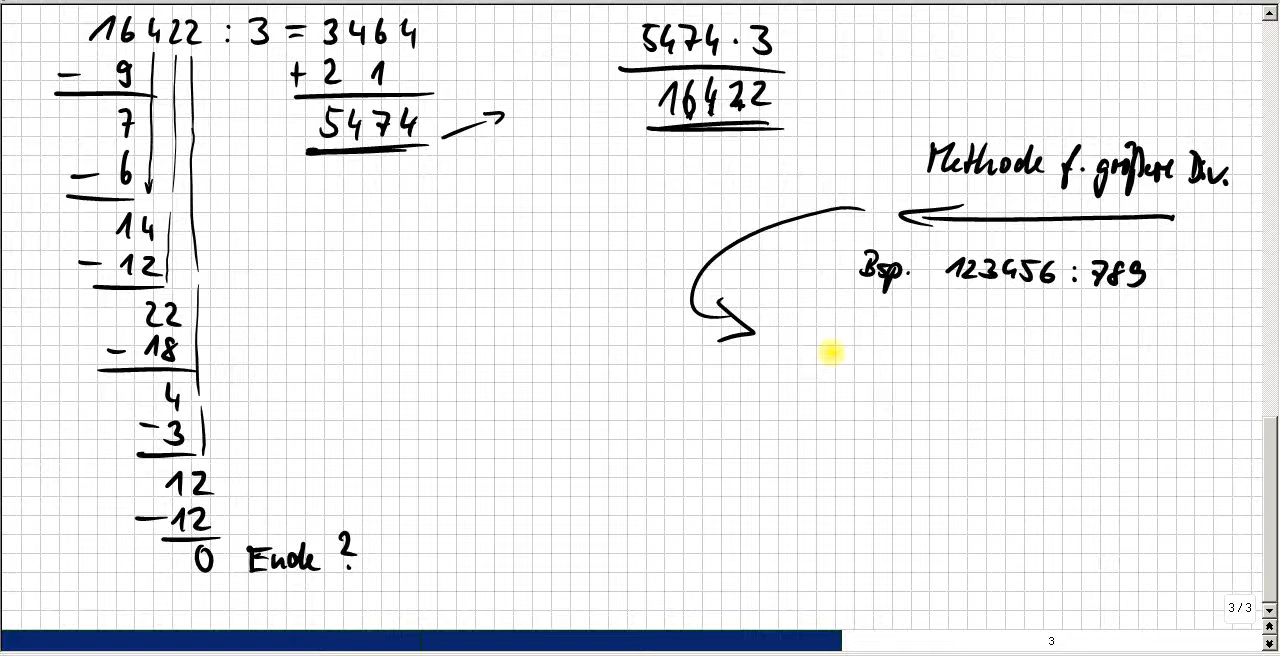 16422 : 3 = 3464
- 9
+ 2 1
7
5474
- 6
14
- 12
22
- 18
4
- 3
12
- 12
0 Ende ?
5474 · 3
16422
Methode f. größere Div.
Bsp. 123456 : 789
3/3
3